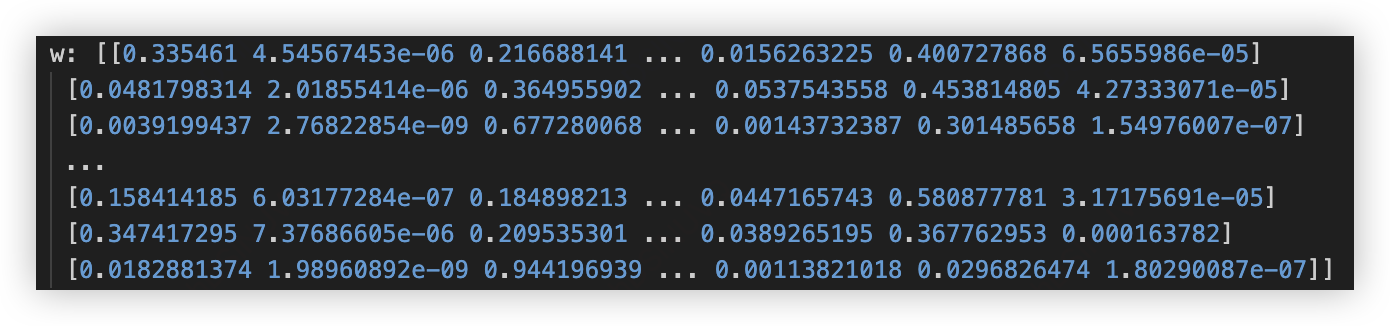 w: [[0.335461 4.54567453e-06 0.216688141 ... 0.0156263225 0.400727868 6.5655986e-05]
[0.0481798314 2.01855414e-06 0.364955902 ... 0.0537543558 0.453814805 4.27333071e-05]
[0.0039199437 2.76822854e-09 0.677280068 ... 0.00143732387 0.301485658 1.54976007e-07]
...
[0.158414185 6.03177284e-07 0.184898213 ... 0.0447165743 0.580877781 3.17175691e-05]
[0.347417295 7.37686605e-06 0.209535301 ... 0.0389265195 0.367762953 0.000163782]
[0.0182881374 1.98960892e-09 0.944196939 ... 0.00113821018 0.0296826474 1.80290087e-07]]